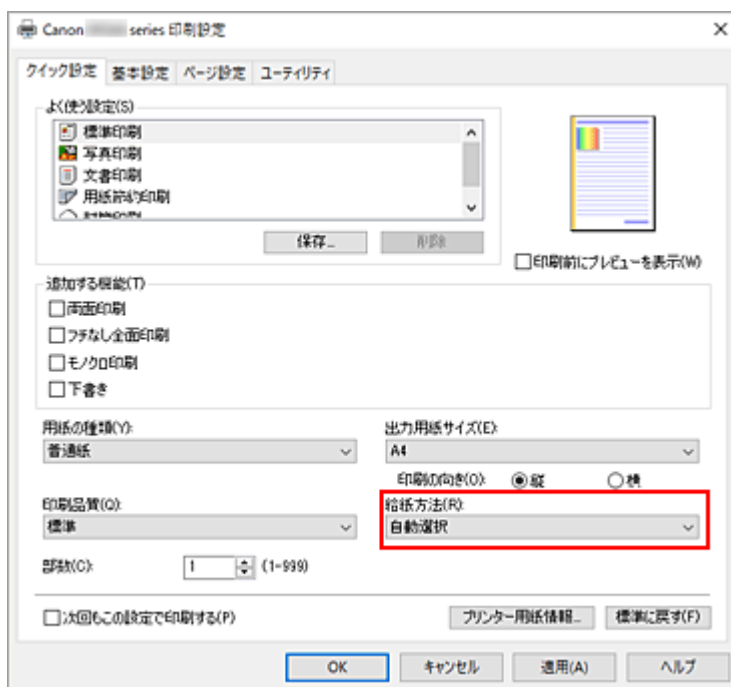 Canon series 印刷設定
クイック設定 基本設定 ページ設定 ユーティリティ
よく使う設定(S)
標準印刷
写真印刷
文書印刷
用紙節約印刷
保存...
削除
印刷前にプレビューを表示(W)
追加する機能(T)
両面印刷
フチなし全面印刷
モノクロ印刷
下書き
用紙の種類(Y):
普通紙
出力用紙サイズ(E):
A4
印刷の向き(O): 縦 横
印刷品質(Q):
標準
給紙方法(R):
自動選択
部数(C): 1 (1-999)
次回もこの設定で印刷する(P)
プリンター用紙情報... 標準に戻す(F)
OK キャンセル 適用(A) ヘルプ